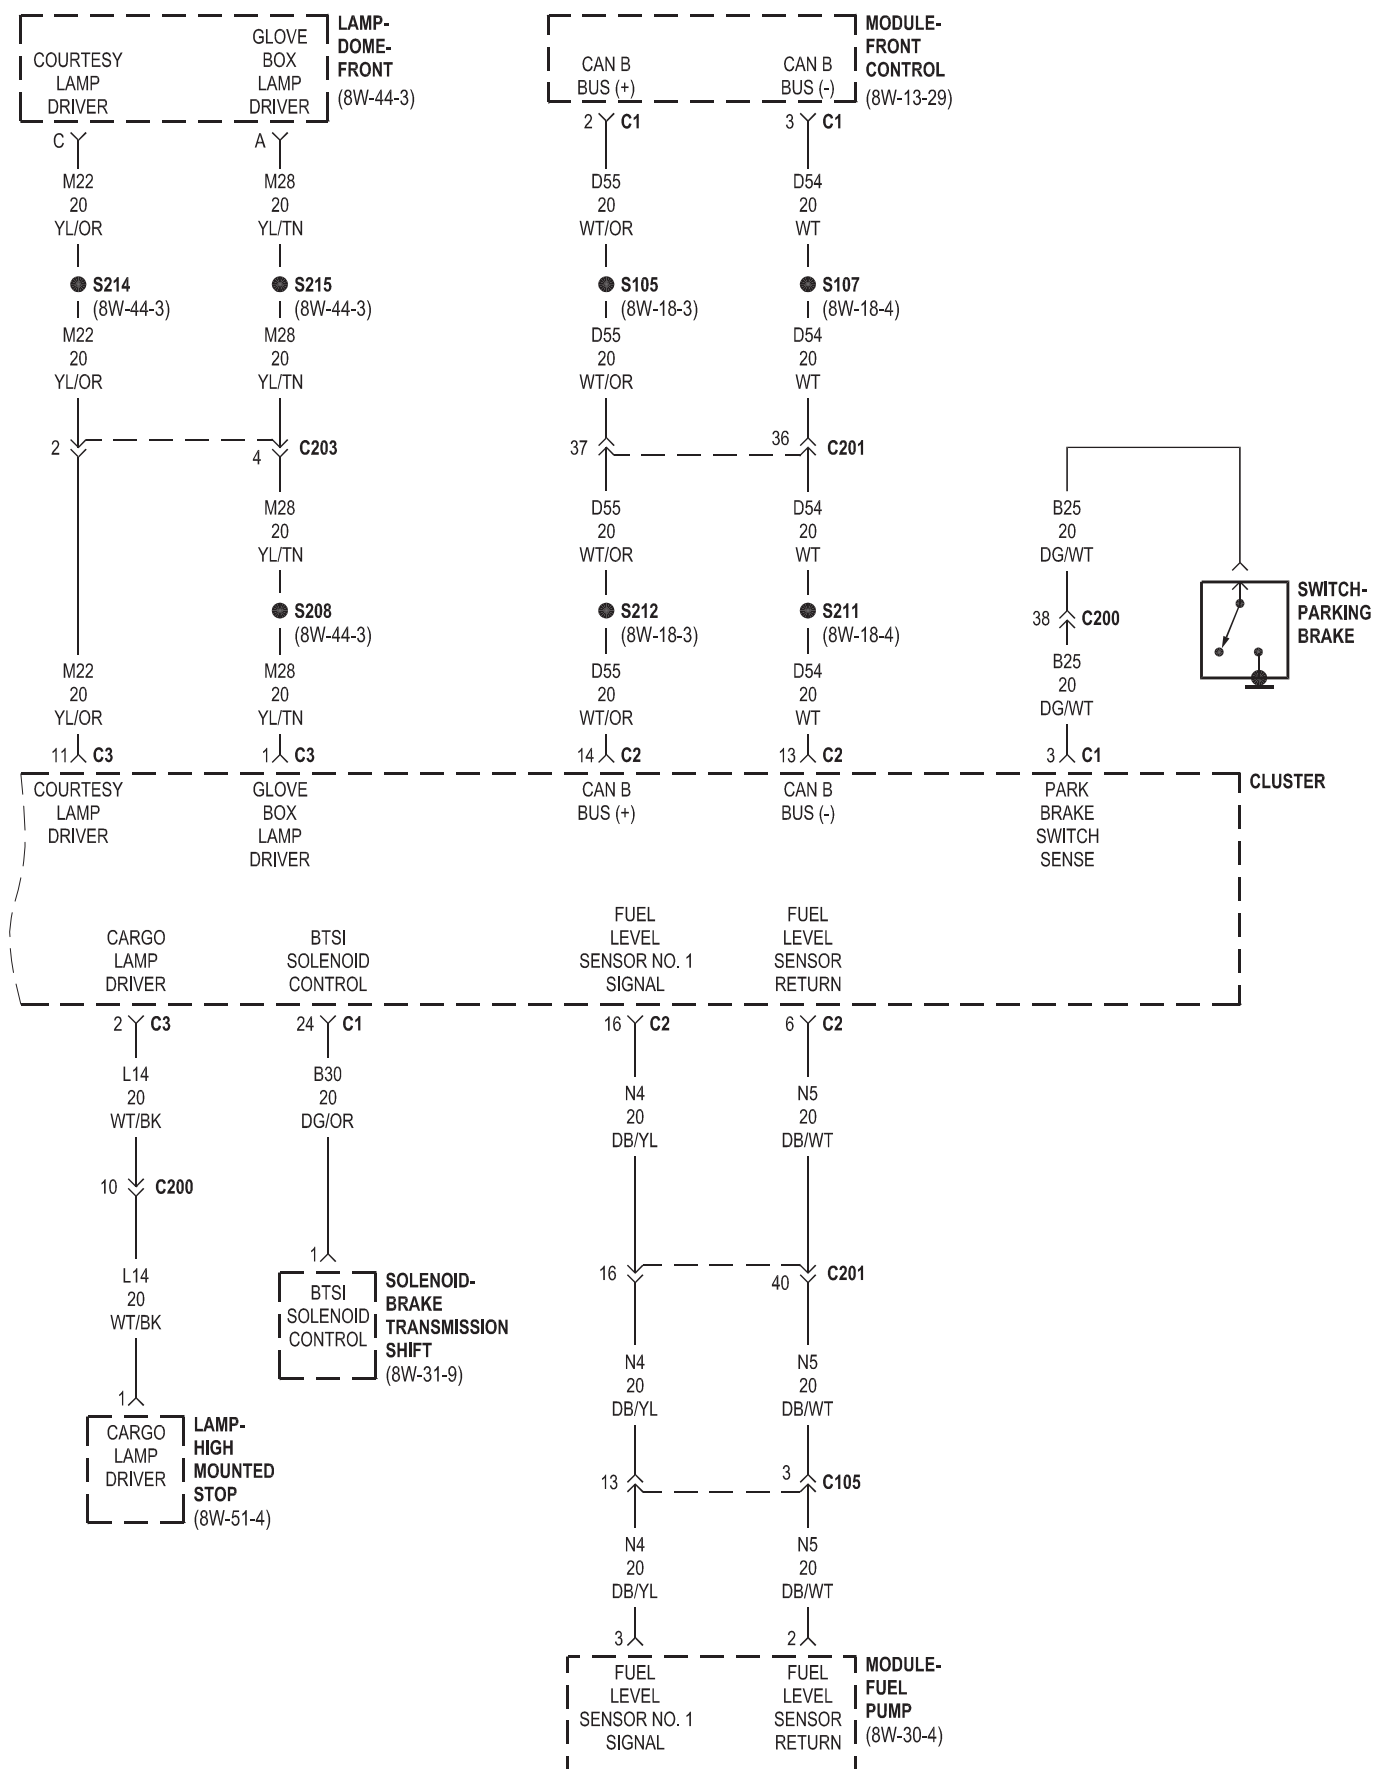 LAMP-
DOME-
FRONT
(8W-44-3)
COURTESY
LAMP
DRIVER
GLOVE
BOX
LAMP
DRIVER
MODULE-
FRONT
CONTROL
(8W-13-29)
CAN B
BUS (+)
CAN B
BUS (-)
C
A
2 C1
3 C1
M22
20
YL/OR
M28
20
YL/TN
D55
20
WT/OR
D54
20
WT
S214
(8W-44-3)
S215
(8W-44-3)
S105
(8W-18-3)
S107
(8W-18-4)
M22
20
YL/OR
M28
20
YL/TN
D55
20
WT/OR
D54
20
WT
2
4
C203
37
36
C201
M28
20
YL/TN
D55
20
WT/OR
D54
20
WT
B25
20
DG/WT
S208
(8W-44-3)
S212
(8W-18-3)
S211
(8W-18-4)
38 C200
SWITCH-
PARKING
BRAKE
M22
20
YL/OR
M28
20
YL/TN
D55
20
WT/OR
D54
20
WT
B25
20
DG/WT
11 C3
1 C3
14 C2
13 C2
3 C1
CLUSTER
COURTESY
LAMP
DRIVER
GLOVE
BOX
LAMP
DRIVER
CAN B
BUS (+)
CAN B
BUS (-)
PARK
BRAKE
SWITCH
SENSE
CARGO
LAMP
DRIVER
BTSI
SOLENOID
CONTROL
FUEL
LEVEL
SENSOR NO. 1
SIGNAL
FUEL
LEVEL
SENSOR
RETURN
2 C3
24 C1
16 C2
6 C2
L14
20
WT/BK
B30
20
DG/OR
N4
20
DB/YL
N5
20
DB/WT
10 C200
L14
20
WT/BK
1
BTSI
SOLENOID
CONTROL
SOLENOID-
BRAKE
TRANSMISSION
SHIFT
(8W-31-9)
16
40
C201
N4
20
DB/YL
N5
20
DB/WT
1
CARGO
LAMP
DRIVER
LAMP-
HIGH
MOUNTED
STOP
(8W-51-4)
13
3
C105
N4
20
DB/YL
N5
20
DB/WT
3
2
FUEL
LEVEL
SENSOR NO. 1
SIGNAL
FUEL
LEVEL
SENSOR
RETURN
MODULE-
FUEL
PUMP
(8W-30-4)